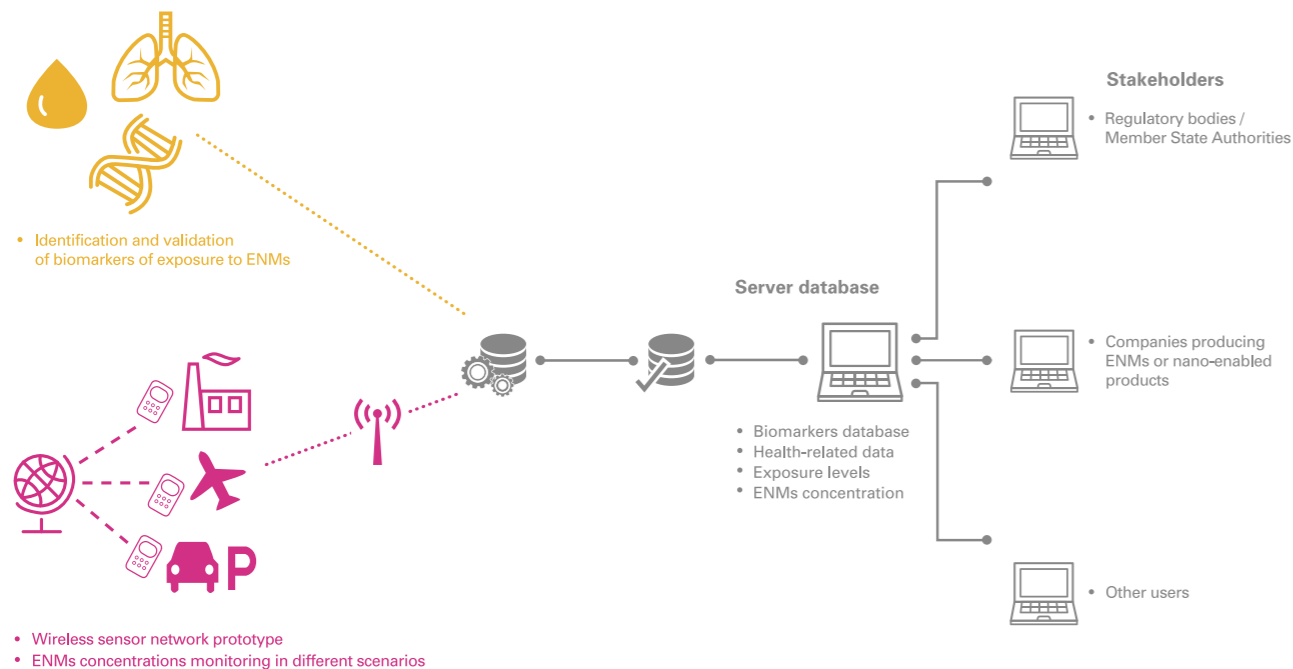 Stakeholders
• Regulatory bodies /
Member State Authorities
• Identification and validation
of biomarkers of exposure to ENMs
Server database
• Companies producing
ENMs or nano-enabled
products
• Biomarkers database
• Health-related data
• Exposure levels
• ENMs concentration
P
• Other users
• Wireless sensor network prototype
• ENMs concentrations monitoring in different scenarios